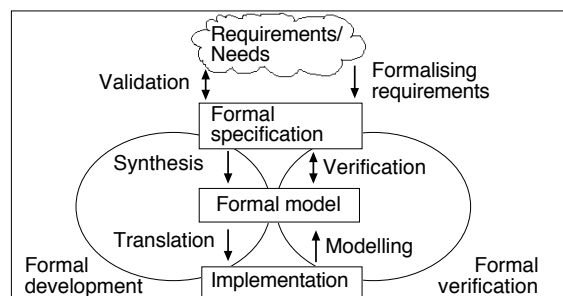 Requirements/
Needs
Validation
Formalising
requirements
Formal
specification
Synthesis
Verification
Formal model
Translation
Modelling
Formal
development
Implementation
Formal
verification